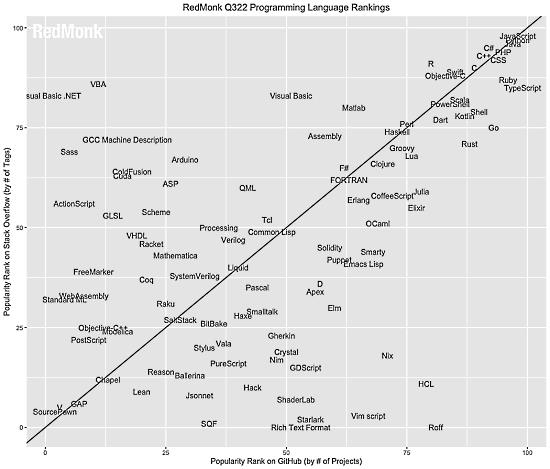 RedMonk Q322 Programming Language Rankings
RedMonk
100
JavaScript
Python
Java
C#
PHP
C++
CSS
R
C
Swift
Objective-C
Ruby
TypeScript
VBA
sual Basic .NET
Visual Basic
Scala
PowerShell
Matlab
Shell
Kotlin
Dart
Perl
Go
75
Haskell
Assembly
GCC Machine Description
Rust
Groovy
Sass
Lua
Arduino
Clojure
F#
ColdFusion
Cuda
FORTRAN
ASP
QML
Julia
CoffeeScript
Erlang
ActionScript
Elixir
Scheme
GLSL
Tcl
OCaml
50
Processing
Common Lisp
VHDL
Verilog
Racket
Solidity
Smarty
Mathematica
Puppet
Emacs Lisp
Liquid
FreeMarker
SystemVerilog
Coq
D
Pascal
Apex
WebAssembly
Standard ML
Raku
Elm
Smalltalk
Haxe
SaltStack
BitBake
25
Objective-C++
Modelica
Gherkin
PostScript
Vala
Stylus
Crystal
Nix
Nim
PureScript
GDScript
Reason
Ballerina
Chapel
HCL
Hack
Lean
Jsonnet
ShaderLab
GAP
V
SourcePawn
Vim script
Starlark
SQF
0
Rich Text Format
Roff
0
25
50
75
100
Popularity Rank on GitHub (by # of Projects)
Popularity Rank on Stack Overflow (by # of Tags)